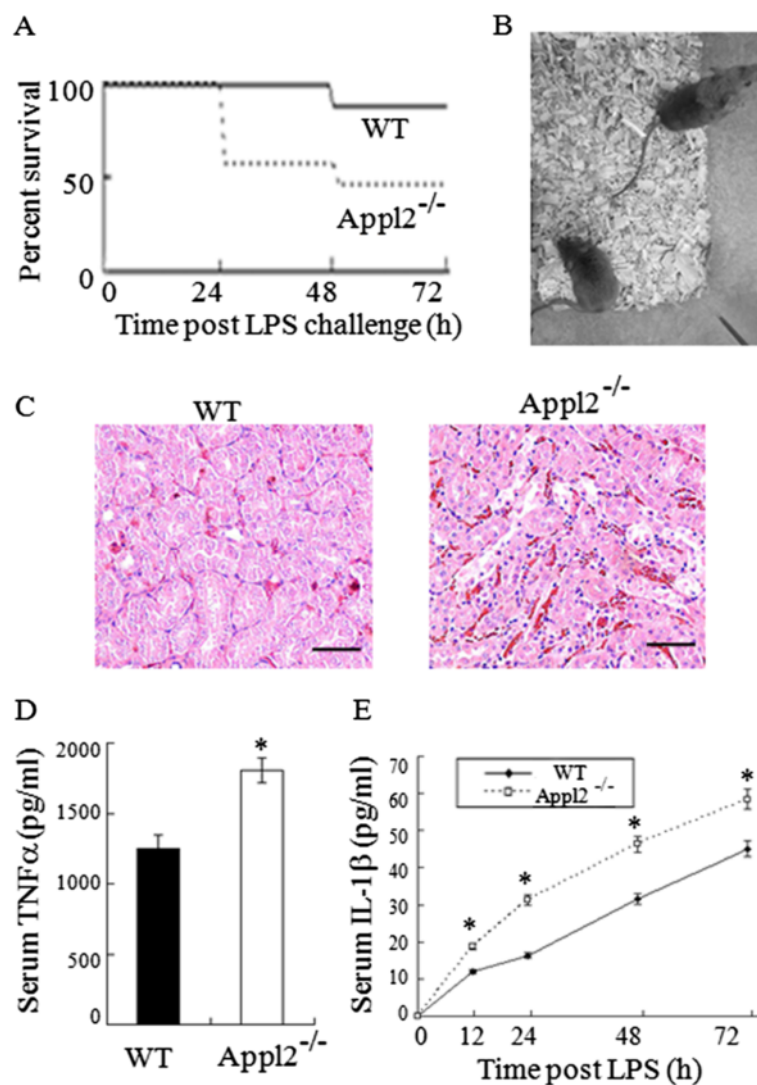 A
B
Percent survival
100
50
0
WT
Appl2-/-
0 24 48 72
Time post LPS challenge (h)
C
WT
Appl2-/-
D
E
Serum TNFα (pg/ml)
2000
1500
1000
500
0
*
WT
Appl2-/-
Serum IL-1β (pg/ml)
70
60
50
40
30
20
10
0
WT
Appl2-/-
* * * *
0 12 24 48 72
Time post LPS (h)